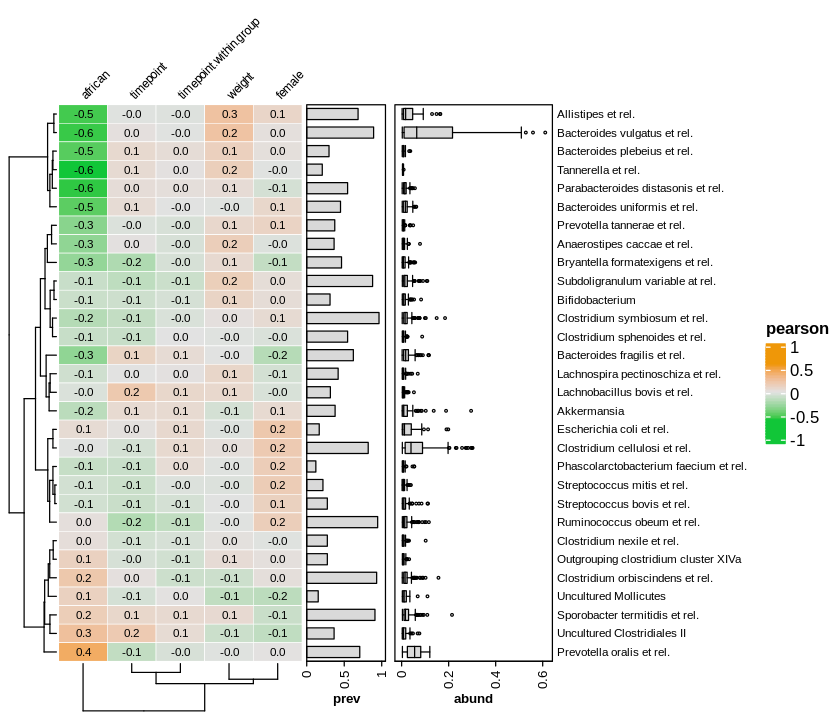 african timepoint timepoint.within.group weight female
-0.5 -0.0 -0.0 0.3 0.1 Allistipes et rel.
-0.6 0.0 -0.0 0.2 0.0 Bacteroides vulgatus et rel.
-0.5 0.1 0.0 0.1 0.0 Bacteroides plebeius et rel.
-0.6 0.1 0.0 0.2 -0.0 Tannerella et rel.
-0.6 0.0 0.0 0.1 -0.1 Parabacteroides distasonis et rel.
-0.5 0.1 -0.0 -0.0 0.1 Bacteroides uniformis et rel.
-0.3 -0.0 -0.0 0.1 0.1 Prevotella tannerae et rel.
-0.3 0.0 -0.0 0.2 -0.0 Anaerostipes caccae et rel.
-0.3 -0.2 -0.0 0.1 -0.1 Bryantella formatexigens et rel.
-0.1 -0.1 -0.1 0.2 0.0 Subdoligranulum variable at rel.
-0.1 -0.1 -0.0 0.1 0.0 Bifidobacterium
-0.2 -0.1 -0.0 0.0 0.1 Clostridium symbiosum et rel.
-0.1 -0.1 0.0 -0.0 -0.0 Clostridium sphenoides et rel.
-0.3 0.1 0.1 -0.0 -0.2 Bacteroides fragilis et rel.
-0.1 0.0 0.0 0.1 -0.1 Lachnospira pectinoschiza et rel.
-0.0 0.2 0.1 0.1 -0.0 Lachnobacillus bovis et rel.
-0.2 0.1 0.1 -0.1 0.1 Akkermansia
0.1 0.0 0.1 -0.0 0.2 Escherichia coli et rel.
-0.0 -0.1 0.1 0.0 0.2 Clostridium cellulosi et rel.
-0.1 -0.1 0.0 -0.0 0.2 Phascolarctobacterium faecium et rel.
-0.1 -0.1 -0.0 -0.0 0.2 Streptococcus mitis et rel.
-0.1 -0.1 -0.1 -0.0 0.1 Streptococcus bovis et rel.
0.0 -0.2 -0.1 -0.0 0.2 Ruminococcus obeum et rel.
0.0 -0.1 -0.1 0.0 -0.0 Clostridium nexile et rel.
0.1 -0.0 -0.1 0.1 0.0 Outgrouping clostridium cluster XIVa
0.2 0.0 -0.1 -0.1 0.0 Clostridium orbiscindens et rel.
0.1 -0.1 0.0 -0.1 -0.2 Uncultured Mollicutes
0.2 0.1 0.1 0.1 -0.1 Sporobacter termitidis et rel.
0.3 0.2 0.1 -0.1 -0.1 Uncultured Clostridiales II
0.4 -0.1 -0.0 -0.0 0.0 Prevotella oralis et rel.
0 0.5 1 0 0.2 0.4 0.6
prev abund
pearson
1
0.5
0
-0.5
-1